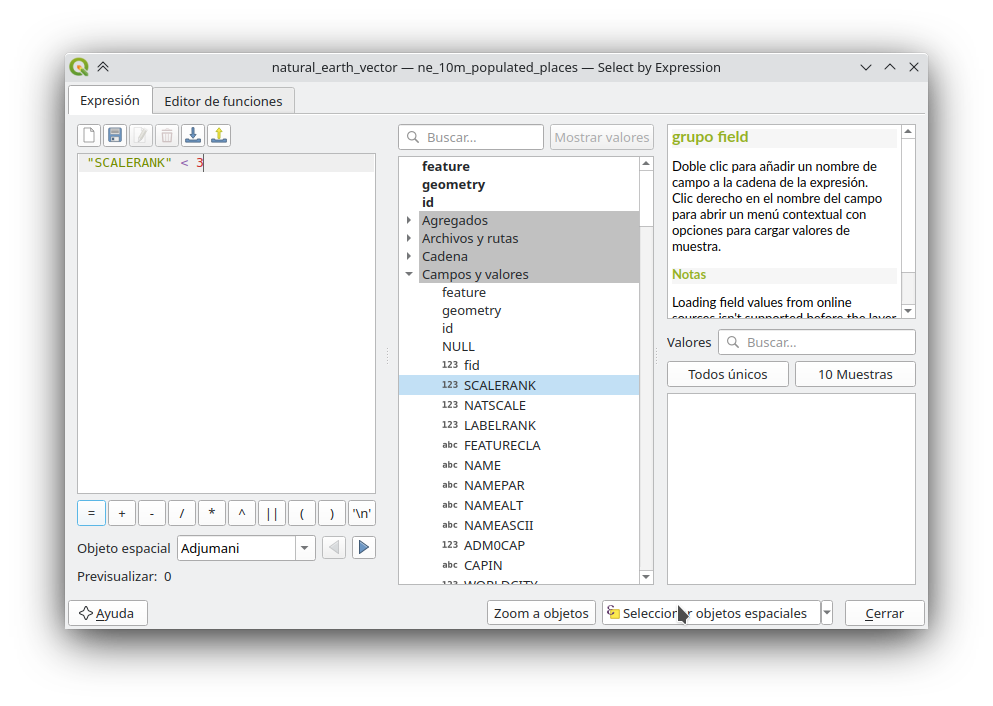 natural_earth_vector — ne_10m_populated_places — Select by Expression
Expresión
Editor de funciones
Buscar...
Mostrar valores
"SCALERANK" < 3
= + - / * ^ || ( ) '\n'
Objeto espacial Adjumani
Previsualizar: 0
feature
geometry
id
Agregados
Archivos y rutas
Cadena
Campos y valores
feature
geometry
id
NULL
123 fid
123 SCALERANK
123 NATSCALE
123 LABELRANK
abc FEATURECLA
abc NAME
abc NAMEPAR
abc NAMEALT
abc NAMEASCII
123 ADM0CAP
abc CAPIN
123 WORLDCITY
grupo field
Doble clic para añadir un nombre de
campo a la cadena de la expresión.
Clic derecho en el nombre del campo
para abrir un menú contextual con
opciones para cargar valores de
muestra.
Notas
Loading field values from online
sources isn't supported before the layer
Valores Buscar...
Todos únicos
10 Muestras
Ayuda
Zoom a objetos
Seleccionar objetos espaciales
Cerrar